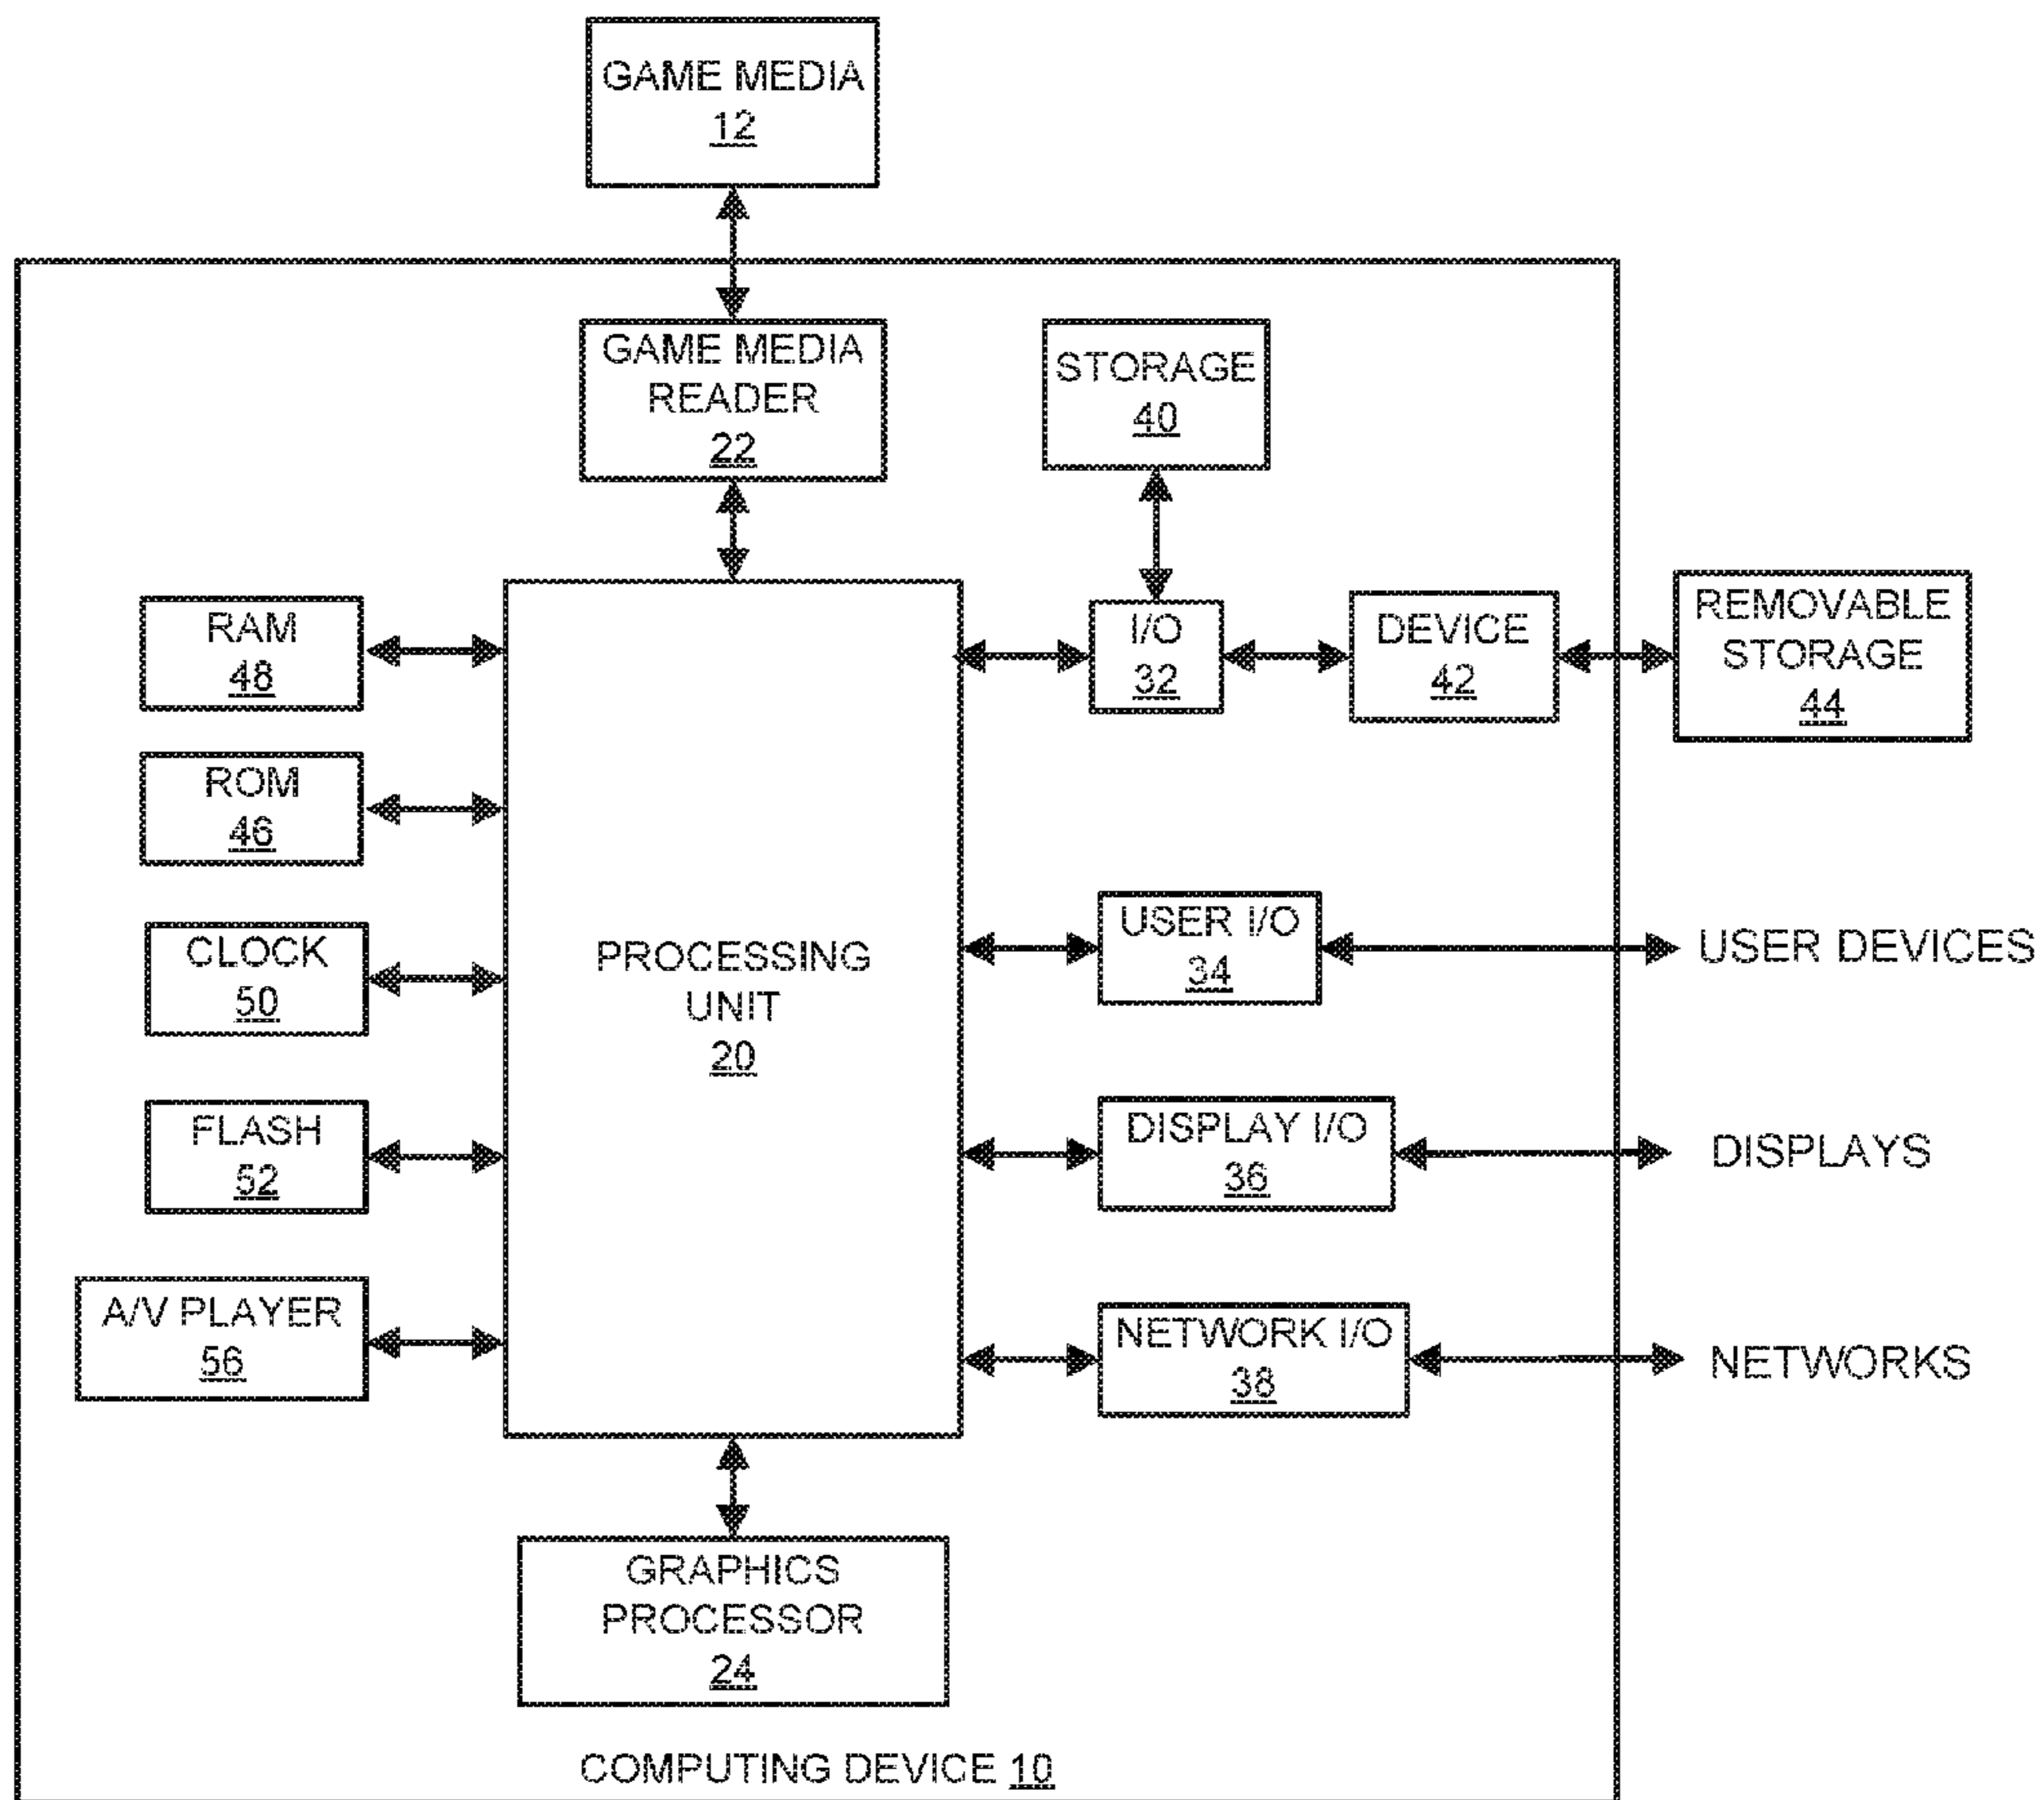 GAME MEDIA
12
GAME MEDIA
READER
22
STORAGE
40
RAM
48
I/O
32
DEVICE
42
REMOVABLE
STORAGE
44
ROM
46
CLOCK
50
PROCESSING
UNIT
20
USER I/O
34
USER DEVICES
FLASH
52
DISPLAY I/O
36
DISPLAYS
A/V PLAYER
56
NETWORK I/O
38
NETWORKS
GRAPHICS
PROCESSOR
24
COMPUTING DEVICE 10